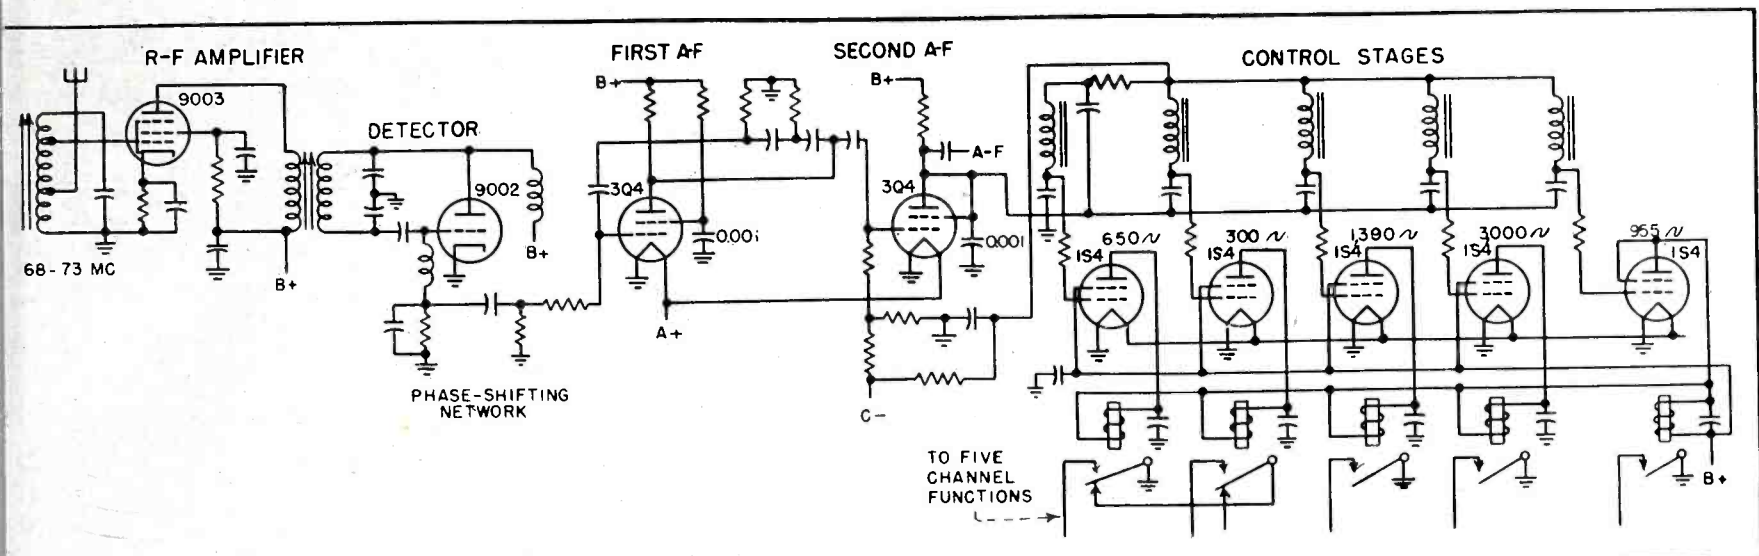 R-F AMPLIFIER
FIRST A-F
SECOND A-F
CONTROL STAGES
9003
B+
B+
DETECTOR
A-F
9002
3Q4
3Q4
0.001
0.001
650~
300~
1390~
3000~
955~
1S4
1S4
1S4
1S4
1S4
68-73 MC
B+
B+
A+
PHASE-SHIFTING
NETWORK
C-
TO FIVE
CHANNEL
FUNCTIONS
B+